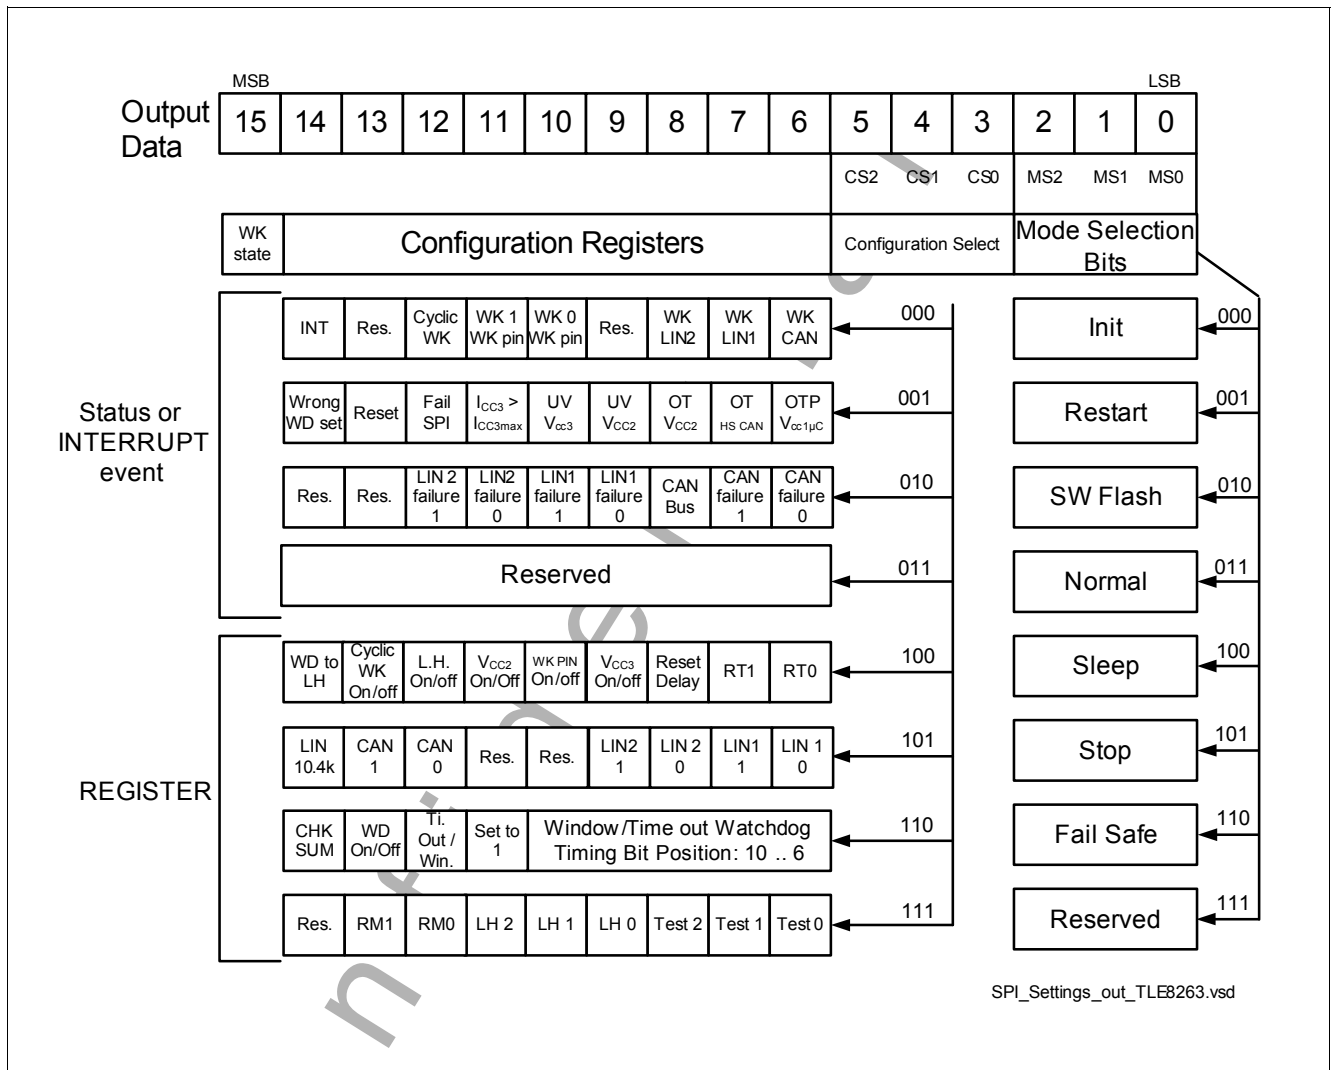 MSB LSB
Output Data 15 14 13 12 11 10 9 8 7 6 5 4 3 2 1 0
CS2 CS1 CS0 MS2 MS1 MS0
WK state Configuration Registers Configuration Select Mode Selection Bits
Status or INTERRUPT event
INT Res. Cyclic WK WK 1 WK pin WK 0 WK pin Res. WK LIN2 WK LIN1 WK CAN 000 Init 000
Wrong WD set Reset Fail SPI ICC3 > ICC3max UV Vcc3 UV VCC2 OT VCC2 OT HS CAN OTP Vcc1µC 001 Restart 001
Res. Res. LIN 2 failure 1 LIN2 failure 0 LIN1 failure 1 LIN1 failure 0 CAN Bus CAN failure 1 CAN failure 0 010 SW Flash 010
Reserved 011 Normal 011
REGISTER
WD to LH Cyclic WK On/off L.H. On/off VCC2 On/Off WK PIN On/off VCC3 On/off Reset Delay RT1 RT0 100 Sleep 100
LIN 10.4k CAN 1 CAN 0 Res. Res. LIN2 1 LIN 2 0 LIN1 1 LIN 1 0 101 Stop 101
CHK SUM WD On/Off Ti. Out / Win. Set to 1 Window/Time out Watchdog Timing Bit Position: 10 .. 6 110 Fail Safe 110
Res. RM1 RM0 LH 2 LH 1 LH 0 Test 2 Test 1 Test 0 111 Reserved 111
SPI_Settings_out_TLE8263.vsd